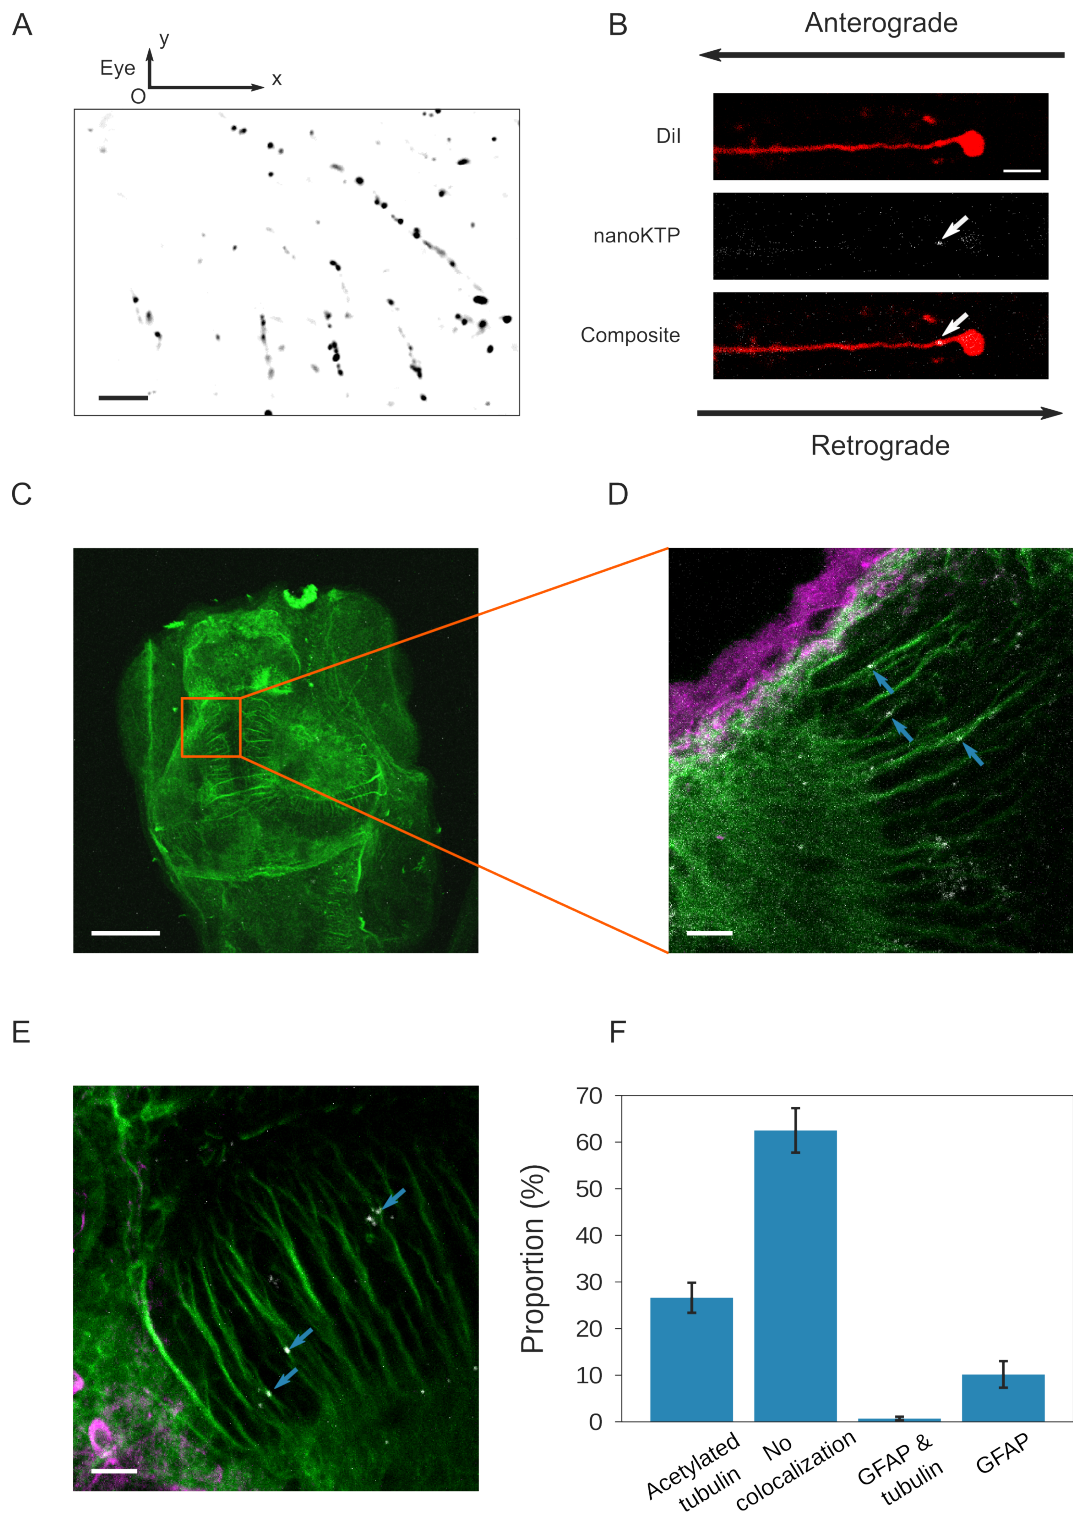 A
y
Eye
x
O
B
Anterograde
DiI
nanoKTP
Composite
Retrograde
C
D
E
F
70
60
50
40
30
20
10
0
Proportion (%)
Acetylated
tubulin
No
colocalization
GFAP &
tubulin
GFAP